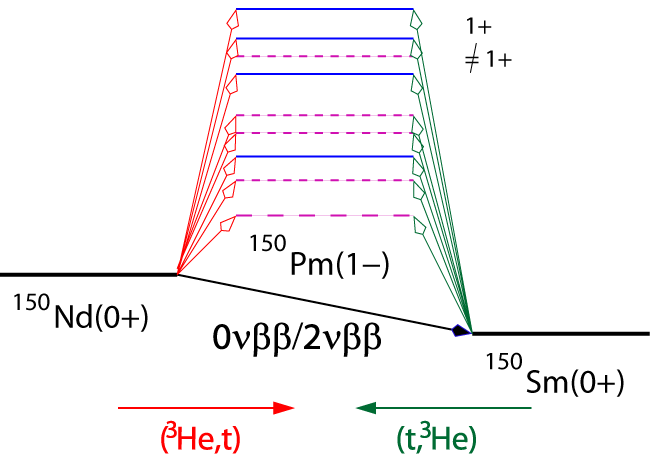 1+
≠ 1+
¹⁵⁰Pm(1−)
¹⁵⁰Nd(0+)
0νββ/2νββ
¹⁵⁰Sm(0+)
(³He,t)
(t,³He)